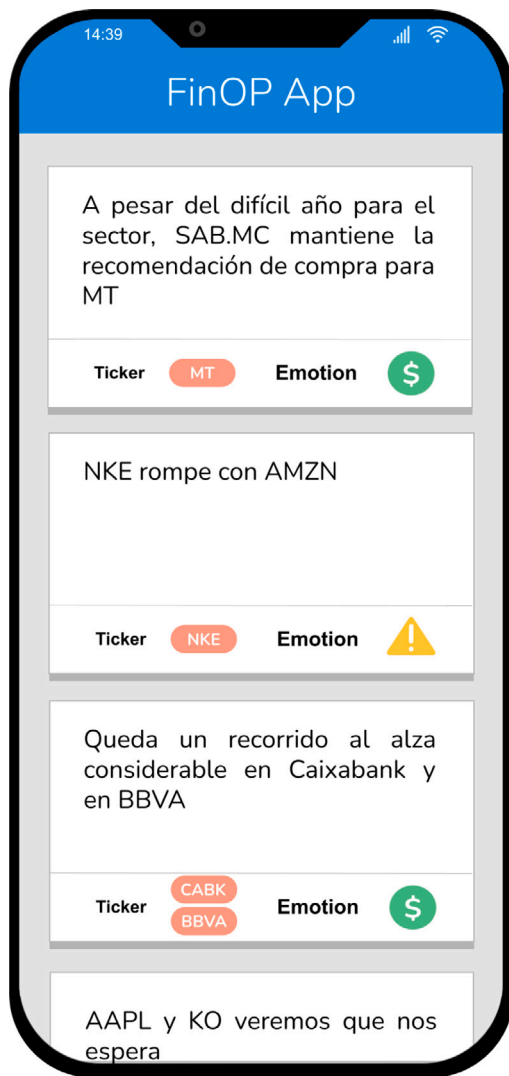 14:39
FinOP App
A pesar del difícil año para el
sector, SAB.MC mantiene la
recomendación de compra para
MT
Ticker MT Emotion $
NKE rompe con AMZN
Ticker NKE Emotion
Queda un recorrido al alza
considerable en Caixabank y
en BBVA
Ticker CABK BBVA Emotion $
AAPL y KO veremos que nos
espera